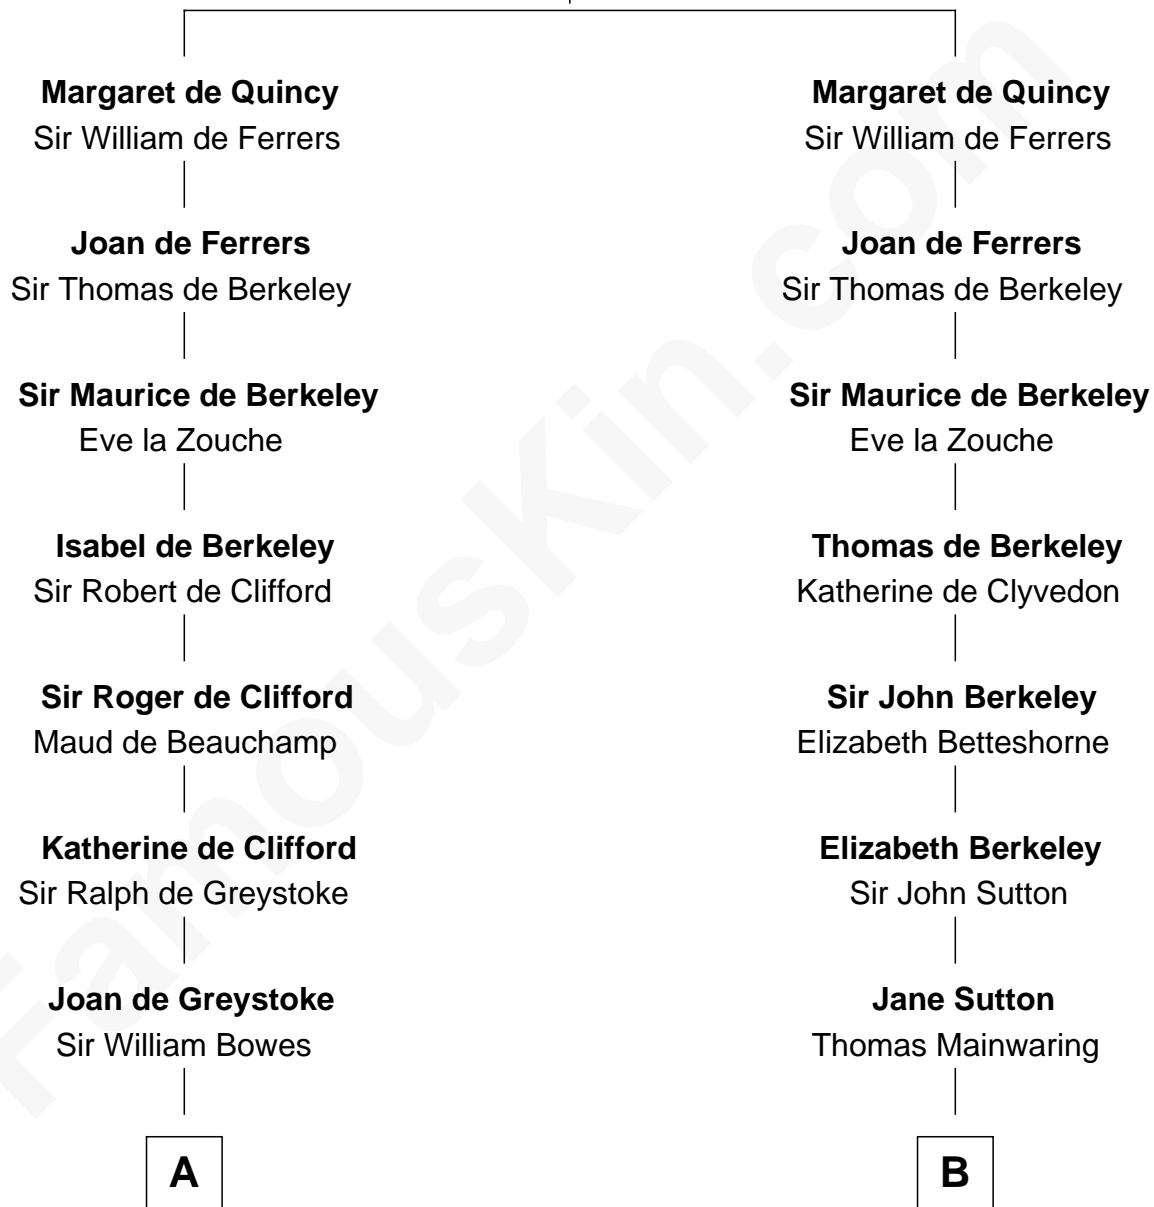 Margaret de Quincy
Sir William de Ferrers
Joan de Ferrers
Sir Thomas de Berkeley
Sir Maurice de Berkeley
Eve la Zouche
Isabel de Berkeley
Sir Robert de Clifford
Sir Roger de Clifford
Maud de Beauchamp
Katherine de Clifford
Sir Ralph de Greystoke
Joan de Greystoke
Sir William Bowes
A
Margaret de Quincy
Sir William de Ferrers
Joan de Ferrers
Sir Thomas de Berkeley
Sir Maurice de Berkeley
Eve la Zouche
Thomas de Berkeley
Katherine de Clyvedon
Sir John Berkeley
Elizabeth Betteshorne
Elizabeth Berkeley
Sir John Sutton
Jane Sutton
Thomas Mainwaring
B
FamousKin.com